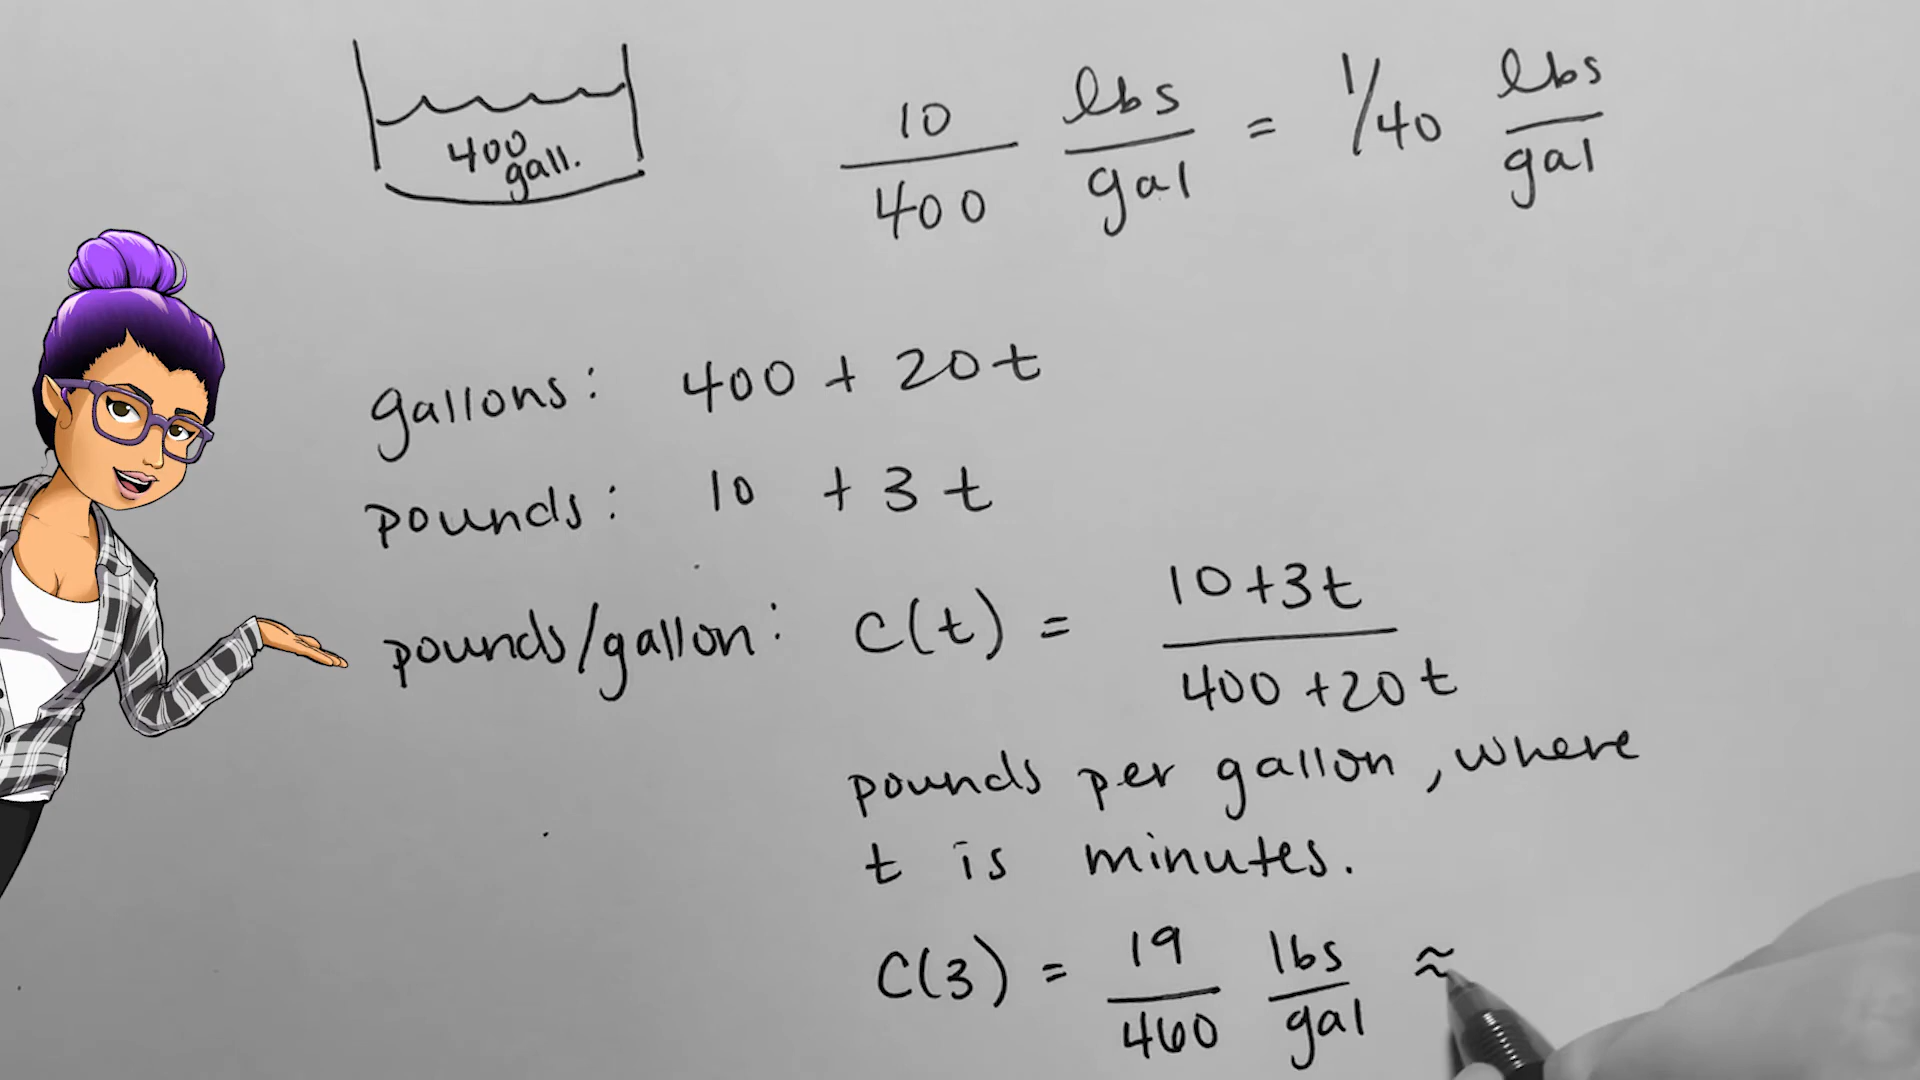 400
gall.
10/400 lbs/gal = 1/40 lbs/gal
gallons: 400 + 20t
pounds: 10 + 3t
pounds/gallon: C(t) = 10+3t/400+20t
pounds per gallon, where
t is minutes.
C(3) = 19/460 lbs/gal ≈